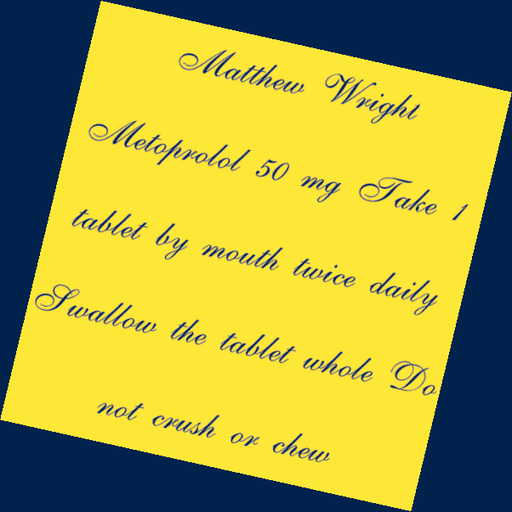 Matthew Wright
Metoprolol 50 mg Take 1
tablet by mouth twice daily
Swallow the tablet whole Do
not crush or chew